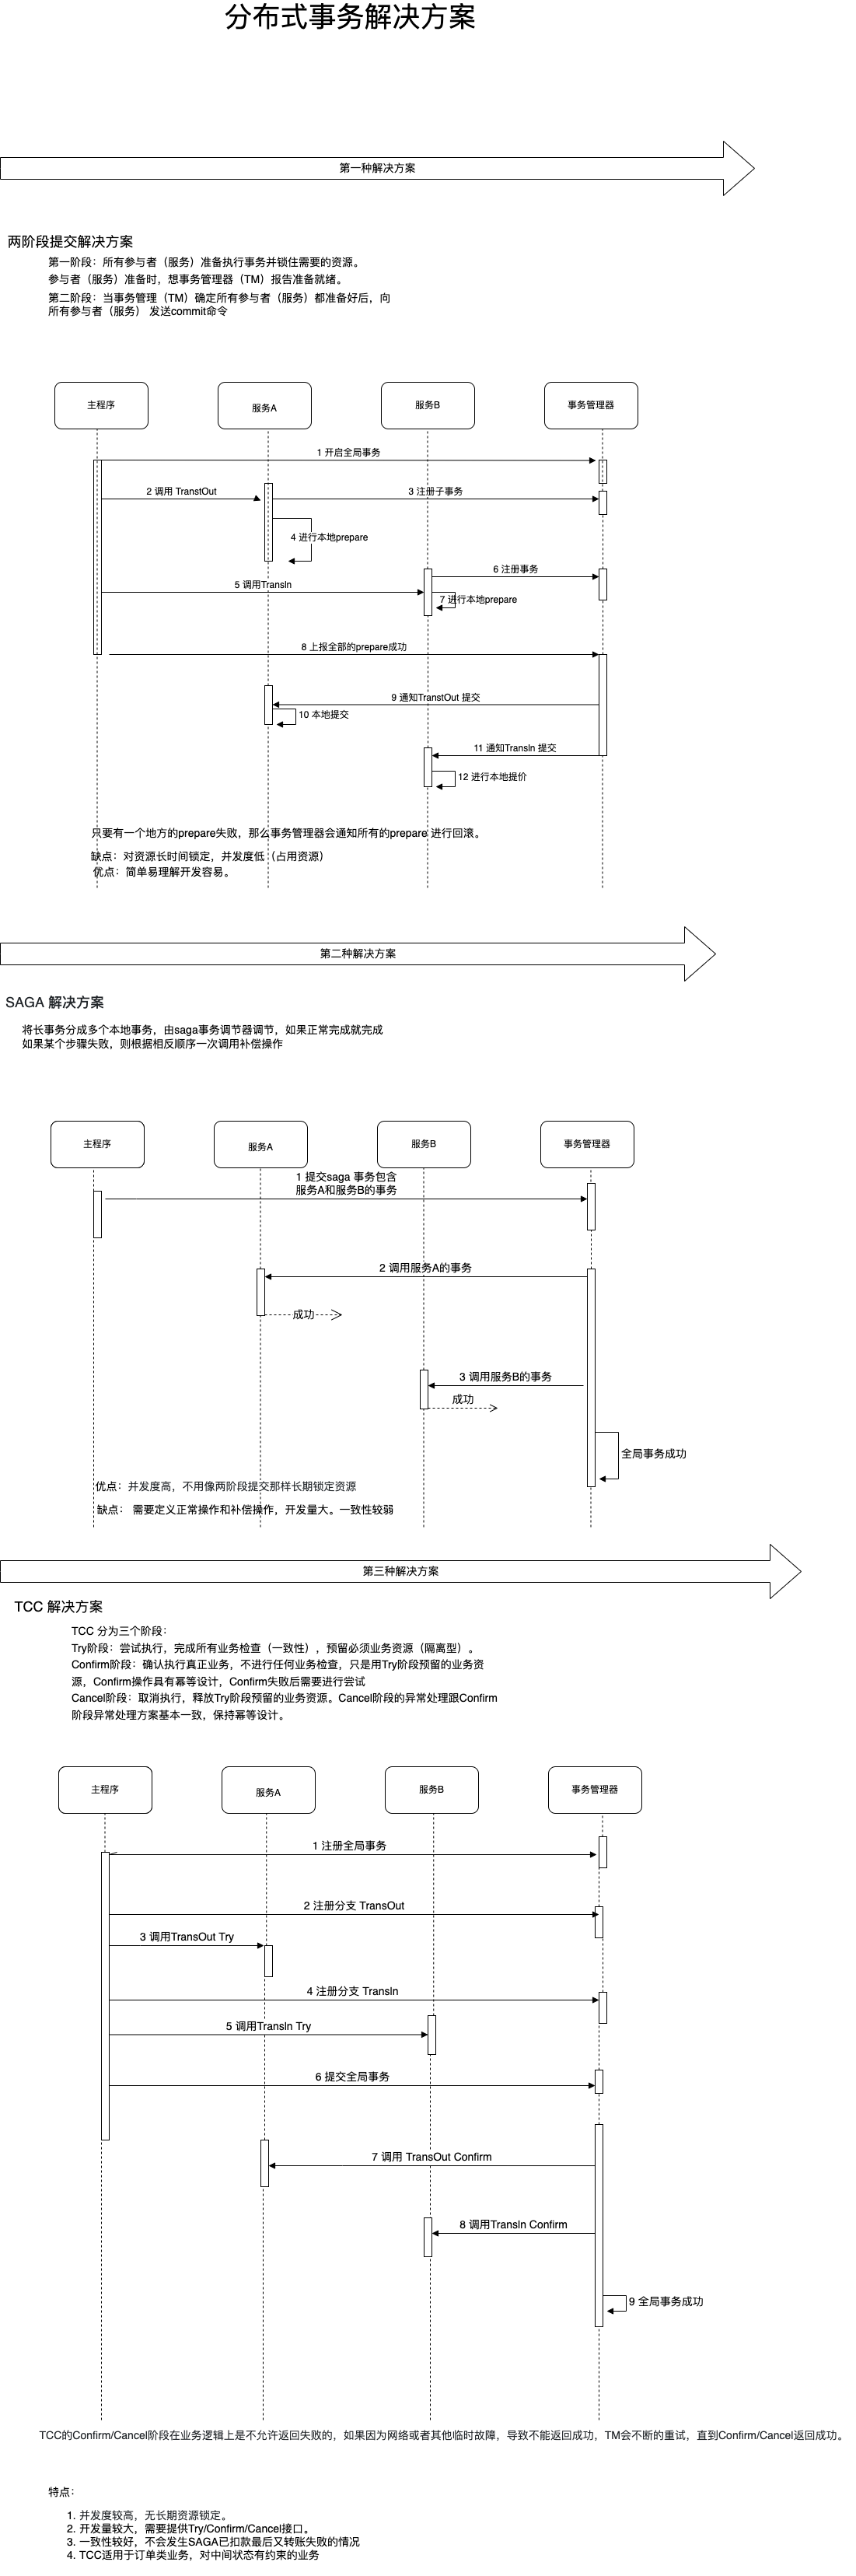 分布式事务解决方案
第一种解决方案
两阶段提交解决方案
第一阶段：所有参与者（服务）准备执行事务并锁住需要的资源。
参与者（服务）准备时，想事务管理器（TM）报告准备就绪。
第二阶段：当事务管理（TM）确定所有参与者（服务）都准备好后，向
所有参与者（服务） 发送commit命令
主程序
服务A
服务B
事务管理器
1 开启全局事务
2 调用 TranstOut
3 注册子事务
4 进行本地prepare
6 注册事务
5 调用TransIn
7 进行本地prepare
8 上报全部的prepare成功
9 通知TranstOut 提交
10 本地提交
11 通知TransIn 提交
12 进行本地提价
只要有一个地方的prepare失败，那么事务管理器会通知所有的prepare 进行回滚。
缺点：对资源长时间锁定，并发度低（占用资源）
优点：简单易理解开发容易。
第二种解决方案
SAGA 解决方案
将长事务分成多个本地事务，由saga事务调节器调节，如果正常完成就完成
如果某个步骤失败，则根据相反顺序一次调用补偿操作
主程序
服务A
服务B
事务管理器
1 提交saga 事务包含
服务A和服务B的事务
2 调用服务A的事务
成功
3 调用服务B的事务
成功
全局事务成功
优点：并发度高，不用像两阶段提交那样长期锁定资源
缺点： 需要定义正常操作和补偿操作，开发量大。一致性较弱
第三种解决方案
TCC 解决方案
TCC 分为三个阶段：
Try阶段：尝试执行，完成所有业务检查（一致性），预留必须业务资源（隔离型）。
Confirm阶段：确认执行真正业务，不进行任何业务检查，只是用Try阶段预留的业务资
源，Confirm操作具有幂等设计，Confirm失败后需要进行尝试
Cancel阶段：取消执行，释放Try阶段预留的业务资源。Cancel阶段的异常处理跟Confirm
阶段异常处理方案基本一致，保持幂等设计。
主程序
服务A
服务B
事务管理器
1 注册全局事务
2 注册分支 TransOut
3 调用TransOut Try
4 注册分支 TransIn
5 调用TransIn Try
6 提交全局事务
7 调用 TransOut Confirm
8 调用TransIn Confirm
9 全局事务成功
TCC的Confirm/Cancel阶段在业务逻辑上是不允许返回失败的，如果因为网络或者其他临时故障，导致不能返回成功，TM会不断的重试，直到Confirm/Cancel返回成功。
特点：
1. 并发度较高，无长期资源锁定。
2. 开发量较大，需要提供Try/Confirm/Cancel接口。
3. 一致性较好，不会发生SAGA已扣款最后又转账失败的情况
4. TCC适用于订单类业务，对中间状态有约束的业务